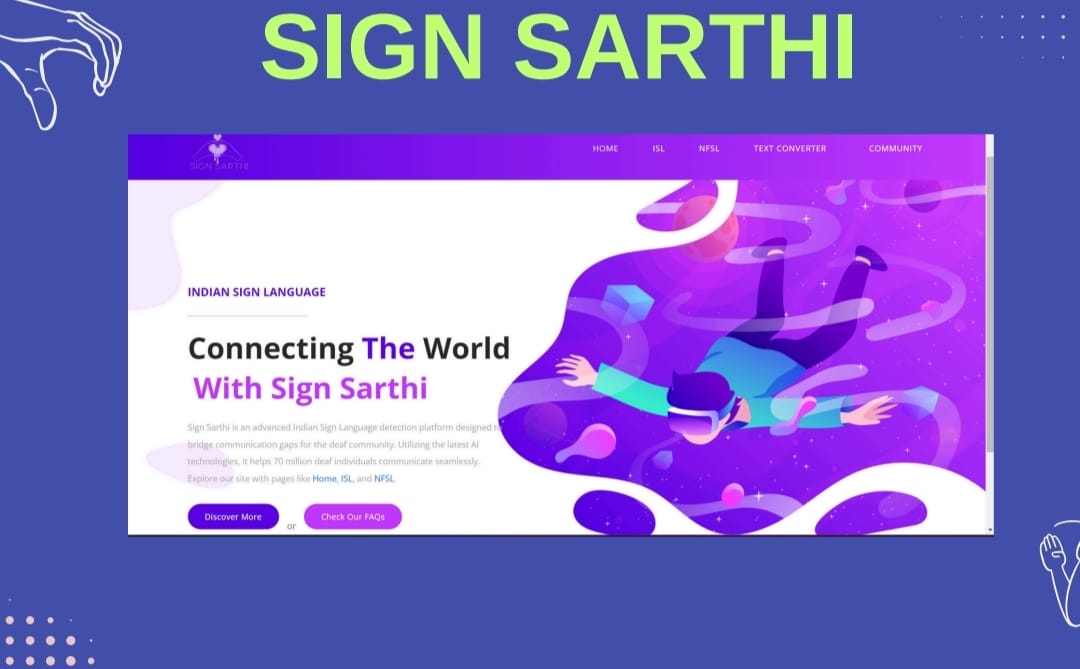 SIGN SARTHI
SIGN SARTHI
HOME ISL NFSL TEXT CONVERTER COMMUNITY
INDIAN SIGN LANGUAGE
Connecting The World
With Sign Sarthi
Sign Sarthi is an advanced Indian Sign Language detection platform designed to
bridge communication gaps for the deaf community. Utilizing the latest AI
technologies, it helps 70 million deaf individuals communicate seamlessly.
Explore our site with pages like Home, ISL, and NFSL.
Discover More or Check Our FAQs